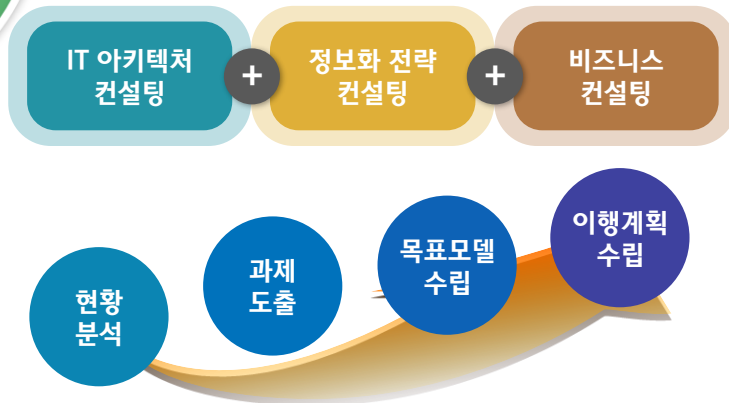 IT 아키텍처
컨설팅
+
정보화 전략
컨설팅
+
비즈니스
컨설팅
현황
분석
과제
도출
목표모델
수립
이행계획
수립